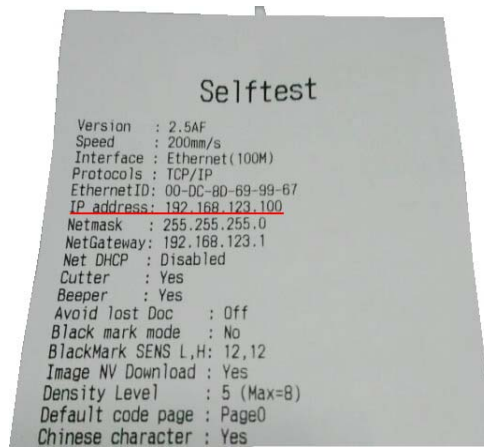 Selftest
Version : 2.5AF
Speed : 200mm/s
Interface : Ethernet(100M)
Protocols : TCP/IP
EthernetID: 00-DC-8D-69-99-67
IP address: 192.168.123.100
Netmask : 255.255.255.0
NetGateway: 192.168.123.1
Net DHCP : Disabled
Cutter : Yes
Beeper : Yes
Avoid lost Doc : Off
Black mark mode : No
BlackMark SENS L,H: 12,12
Image NV Download : Yes
Density Level : 5 (Max=8)
Default code page : Page0
Chinese character : Yes